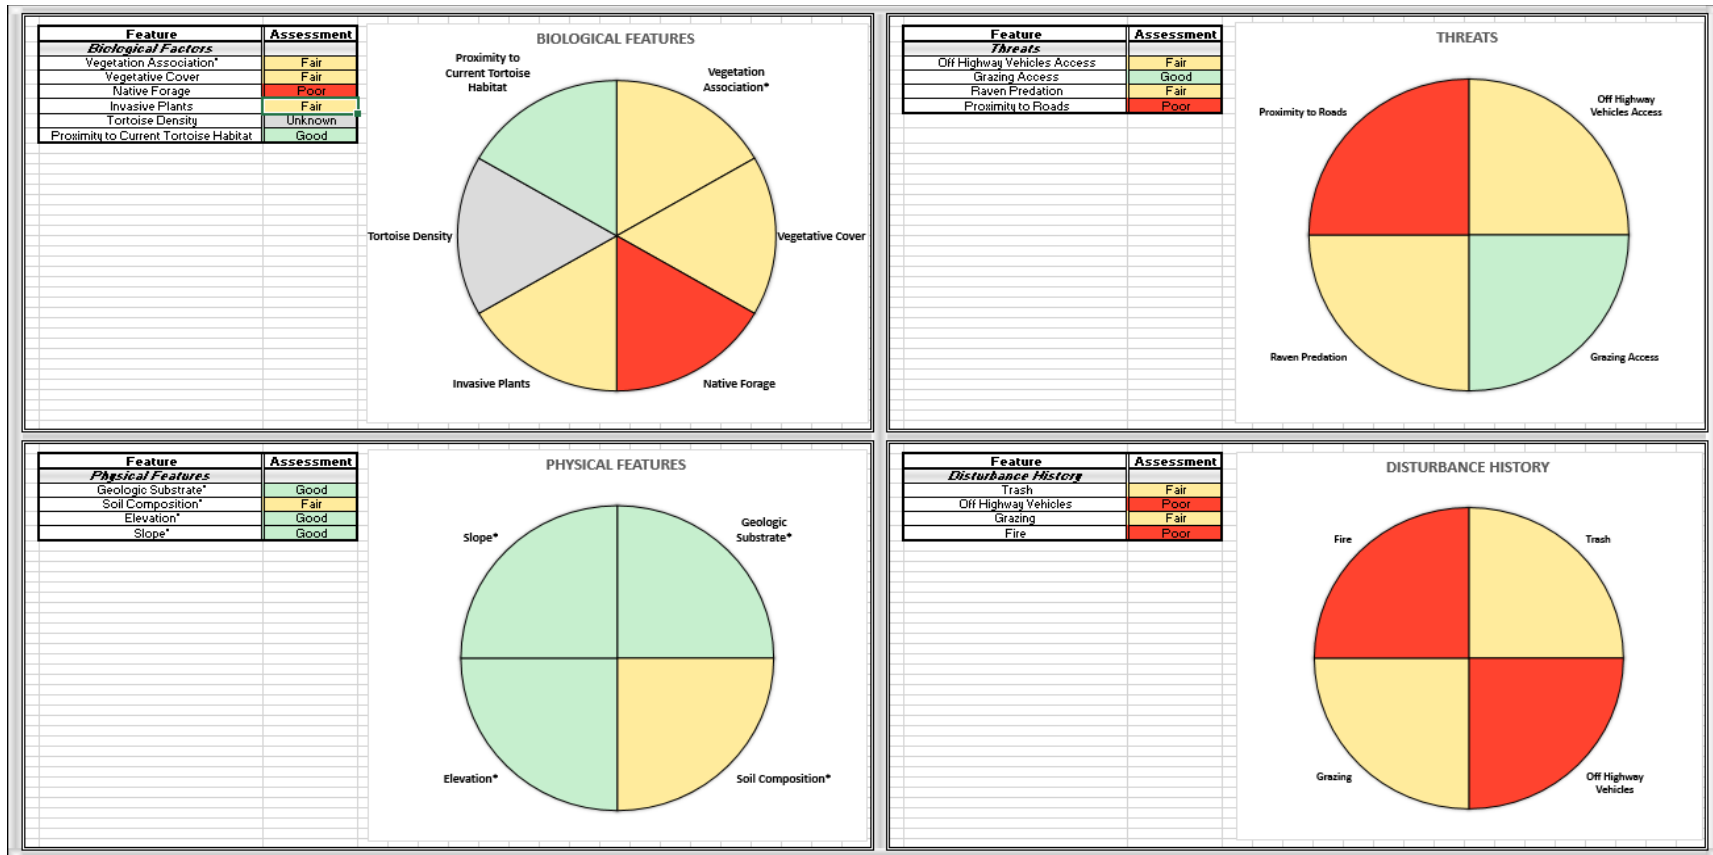 Feature Assessment
Biological Factors
Vegetation Association* Fair
Vegetative Cover Fair
Native Forage Poor
Invasive Plants Fair
Tortoise Density Unknown
Proximity to Current Tortoise Habitat Good
BIOLOGICAL FEATURES
Proximity to
Current Tortoise
Habitat
Vegetation
Association*
Tortoise Density
Vegetative Cover
Invasive Plants
Native Forage
Feature Assessment
Threats
Off Highway Vehicles Access Fair
Grazing Access Good
Raven Predation Fair
Proximity to Roads Poor
THREATS
Proximity to Roads
Off Highway
Vehicles Access
Raven Predation
Grazing Access
Feature Assessment
Physical Features
Geologic Substrate* Good
Soil Composition* Fair
Elevation* Good
Slope* Good
PHYSICAL FEATURES
Slope*
Geologic
Substrate*
Elevation*
Soil Composition*
Feature Assessment
Disturbance History
Trash Fair
Off Highway Vehicles Poor
Grazing Fair
Fire Poor
DISTURBANCE HISTORY
Fire
Trash
Grazing
Off Highway
Vehicles